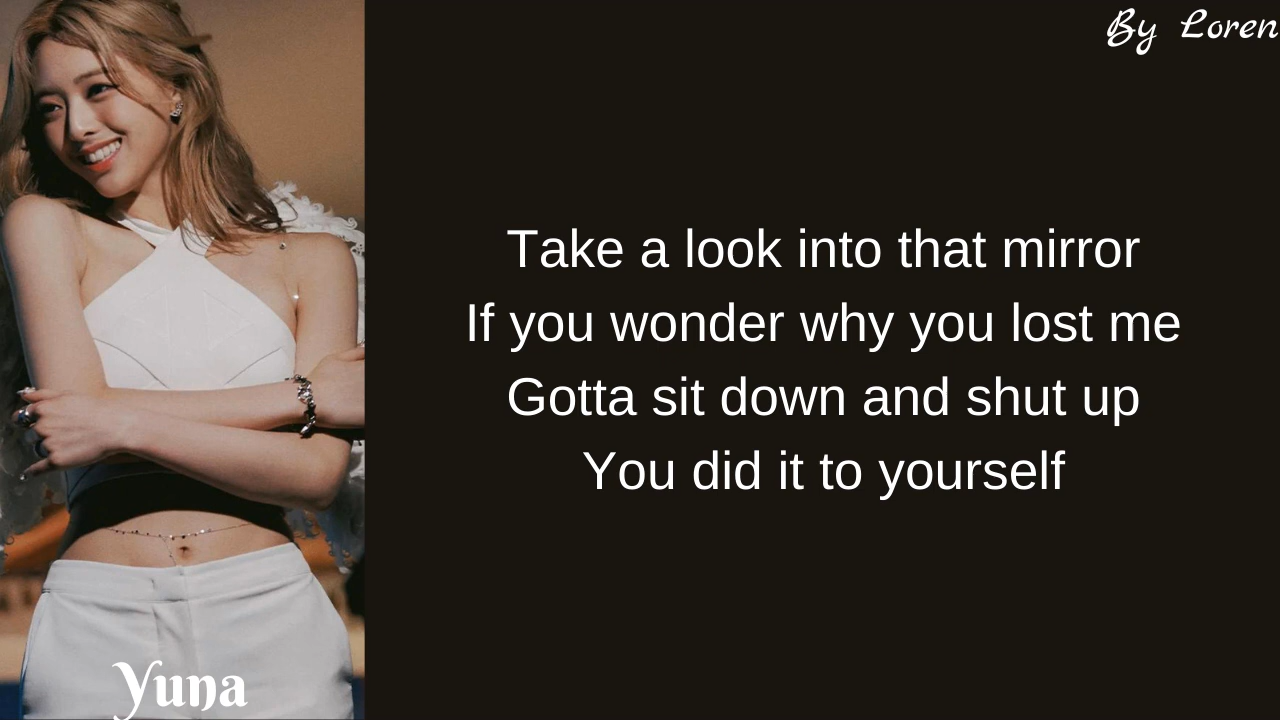 By Loren
Take a look into that mirror
If you wonder why you lost me
Gotta sit down and shut up
You did it to yourself
Yuna